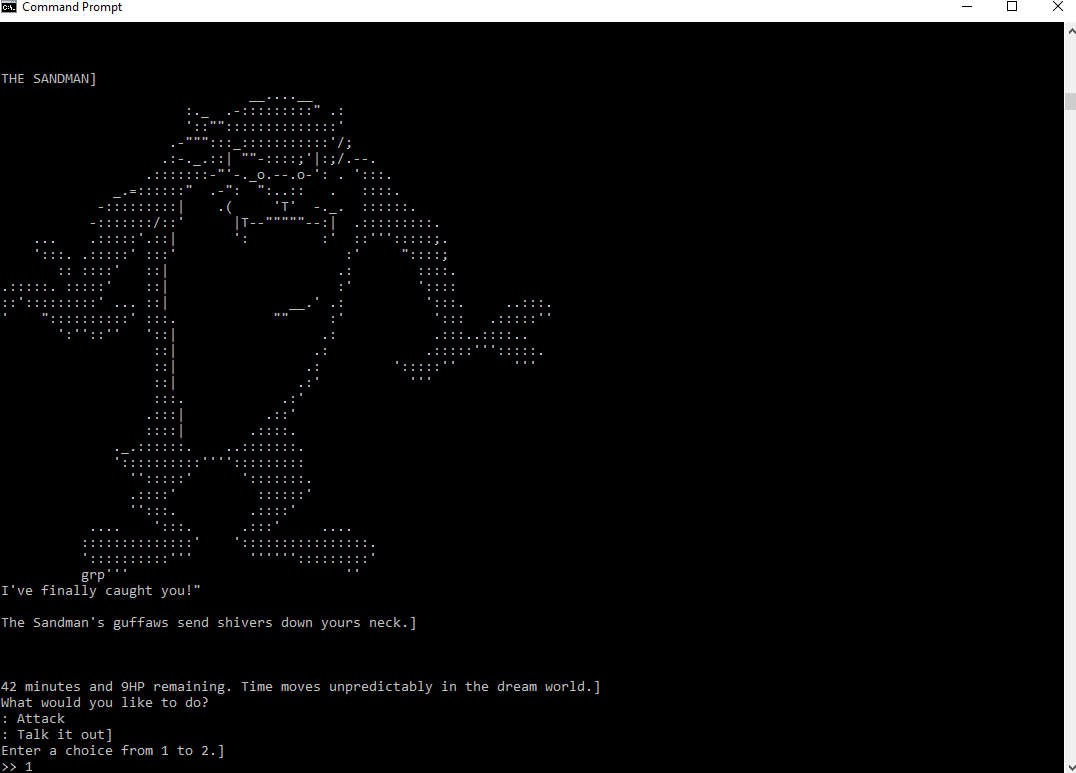 Command Prompt
THE SANDMAN]
grp
I've finally caught you!"
The Sandman's guffaws send shivers down yours neck.]
42 minutes and 9HP remaining. Time moves unpredictably in the dream world.]
What would you like to do?
: Attack
: Talk it out]
Enter a choice from 1 to 2.]
>> 1